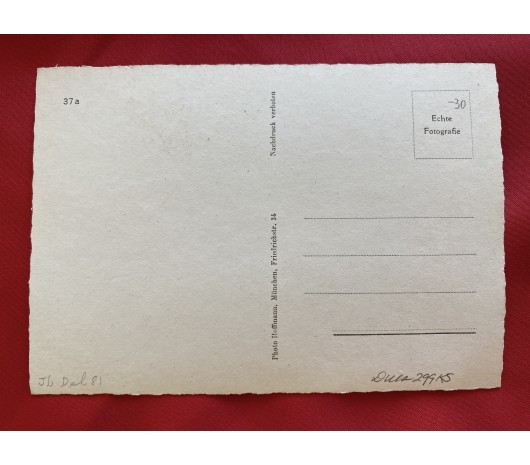 37a
Nachdruck verboten
-30
Echte
Fotografie
Photo Hoffmann, München, Friedrichstr. 34